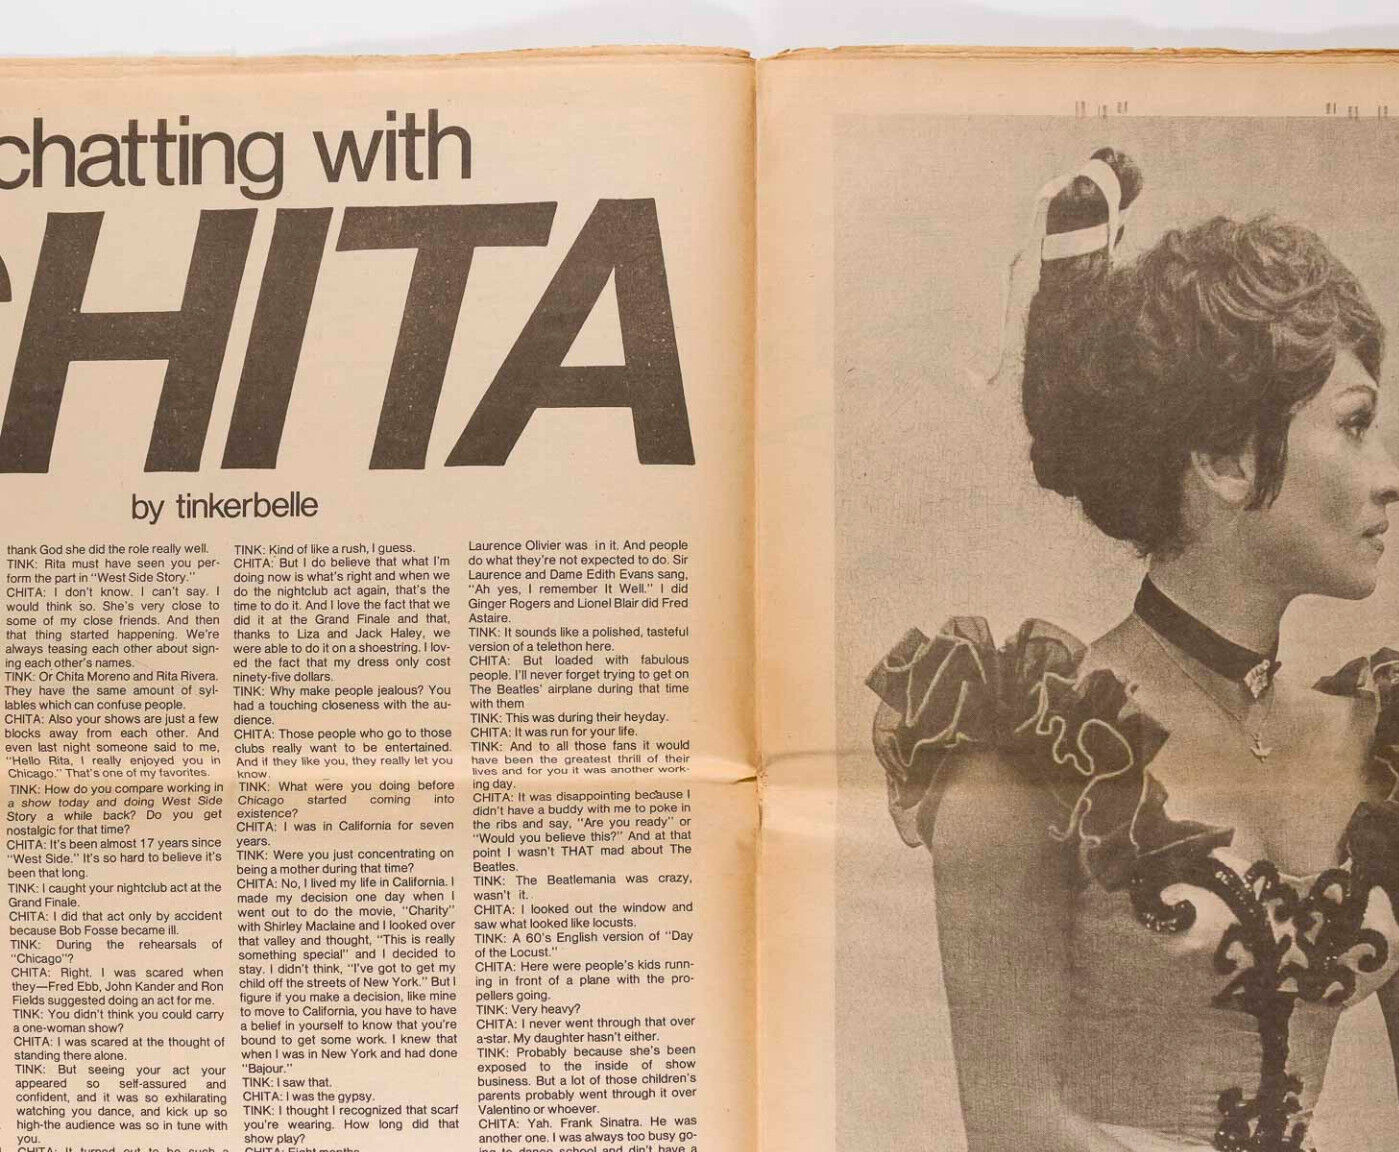 chatting with
CHITA
by tinkerbelle
thank God she did the role really well.
TINK: Rita must have seen you per-
form the part in "West Side Story."
CHITA: I don't know. I can't say. I
would think so. She's very close to
some of my close friends. And then
that thing started happening. We're
always teasing each other about sign-
ing each other's names.
TINK: Or Chita Moreno and Rita Rivera.
They have the same amount of syl-
lables which can confuse people.
CHITA: Also your shows are just a few
blocks away from each other. And
even last night someone said to me,
"Hello Rita, I really enjoyed you in
Chicago." That's one of my favorites.
TINK: How do you compare working in
a show today and doing West Side
Story a while back? Do you get
nostalgic for that time?
CHITA: It's been almost 17 years since
"West Side." It's so hard to believe it's
been that long.
TINK: I caught your nightclub act at the
Grand Finale.
CHITA: I did that act only by accident
because Bob Fosse became ill.
TINK: During the rehearsals of
"Chicago"?
CHITA: Right. I was scared when
they—Fred Ebb, John Kander and Ron
Fields suggested doing an act for me.
TINK: You didn't think you could carry
a one-woman show?
CHITA: I was scared at the thought of
standing there alone.
TINK: But seeing your act your
appeared so self-assured and
confident, and it was so exhilarating
watching you dance, and kick up so
high-the audience was so in tune with
you.
CHITA: It turned out to be such a
TINK: Kind of like a rush, I guess.
CHITA: But I do believe that what I'm
doing now is what's right and when we
do the nightclub act again, that's the
time to do it. And I love the fact that we
did it at the Grand Finale and that,
thanks to Liza and Jack Haley, we
were able to do it on a shoestring. I lov-
ed the fact that my dress only cost
ninety-five dollars.
TINK: Why make people jealous? You
had a touching closeness with the au-
dience.
CHITA: Those people who go to those
clubs really want to be entertained.
And if they like you, they really let you
know.
TINK: What were you doing before
Chicago started coming into
existence?
CHITA: I was in California for seven
years.
TINK: Were you just concentrating on
being a mother during that time?
CHITA: No, I lived my life in California. I
made my decision one day when I
went out to do the movie, "Charity"
with Shirley Maclaine and I looked over
that valley and thought, "This is really
something special" and I decided to
stay. I didn't think, "I've got to get my
child off the streets of New York." But I
figure if you make a decision, like mine
to move to California, you have to have
a belief in yourself to know that you're
bound to get some work. I knew that
when I was in New York and had done
"Bajour."
TINK: I saw that.
CHITA: I was the gypsy.
TINK: I thought I recognized that scarf
you're wearing. How long did that
show play?
CHITA: Eight months.
Laurence Olivier was in it. And people
do what they're not expected to do. Sir
Laurence and Dame Edith Evans sang,
"Ah yes, I remember It Well." I did
Ginger Rogers and Lionel Blair did Fred
Astaire.
TINK: It sounds like a polished, tasteful
version of a telethon here.
CHITA: But loaded with fabulous
people. I'll never forget trying to get on
The Beatles' airplane during that time
with them
TINK: This was during their heyday.
CHITA: It was run for your life.
TINK: And to all those fans it would
have been the greatest thrill of their
lives and for you it was another work-
ing day.
CHITA: It was disappointing because I
didn't have a buddy with me to poke in
the ribs and say, "Are you ready" or
"Would you believe this?" And at that
point I wasn't THAT mad about The
Beatles.
TINK: The Beatlemania was crazy,
wasn't it.
CHITA: I looked out the window and
saw what looked like locusts.
TINK: A 60's English version of "Day
of the Locust."
CHITA: Here were people's kids runn-
ing in front of a plane with the pro-
pellers going.
TINK: Very heavy?
CHITA: I never went through that over
a-star. My daughter hasn't either.
TINK: Probably because she's been
exposed to the inside of show
business. But a lot of those children's
parents probably went through it over
Valentino or whoever.
CHITA: Yah. Frank Sinatra. He was
another one. I was always too busy go-
ing to dance school and din't have a